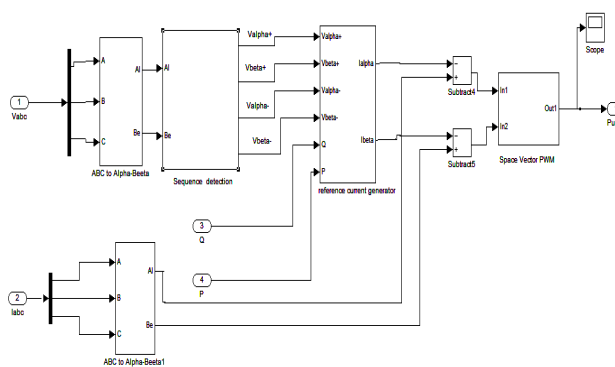 1
Vabc
A
B
C
Al
Be
ABC to Alpha-Beeta
Al
Be
Sequence detection
Valpha+
Vbeta+
Valpha-
Vbeta-
Valpha+
Vbeta+
Valpha-
Vbeta-
Q
P
Ialpha
Ibeta
reference current generator
3
Q
4
P
Subtract4
Subtract5
In1
In2
Out1
Space Vector PWM
Scope
Pu
2
Iabc
A
B
C
Al
Be
ABC to Alpha-Beeta1